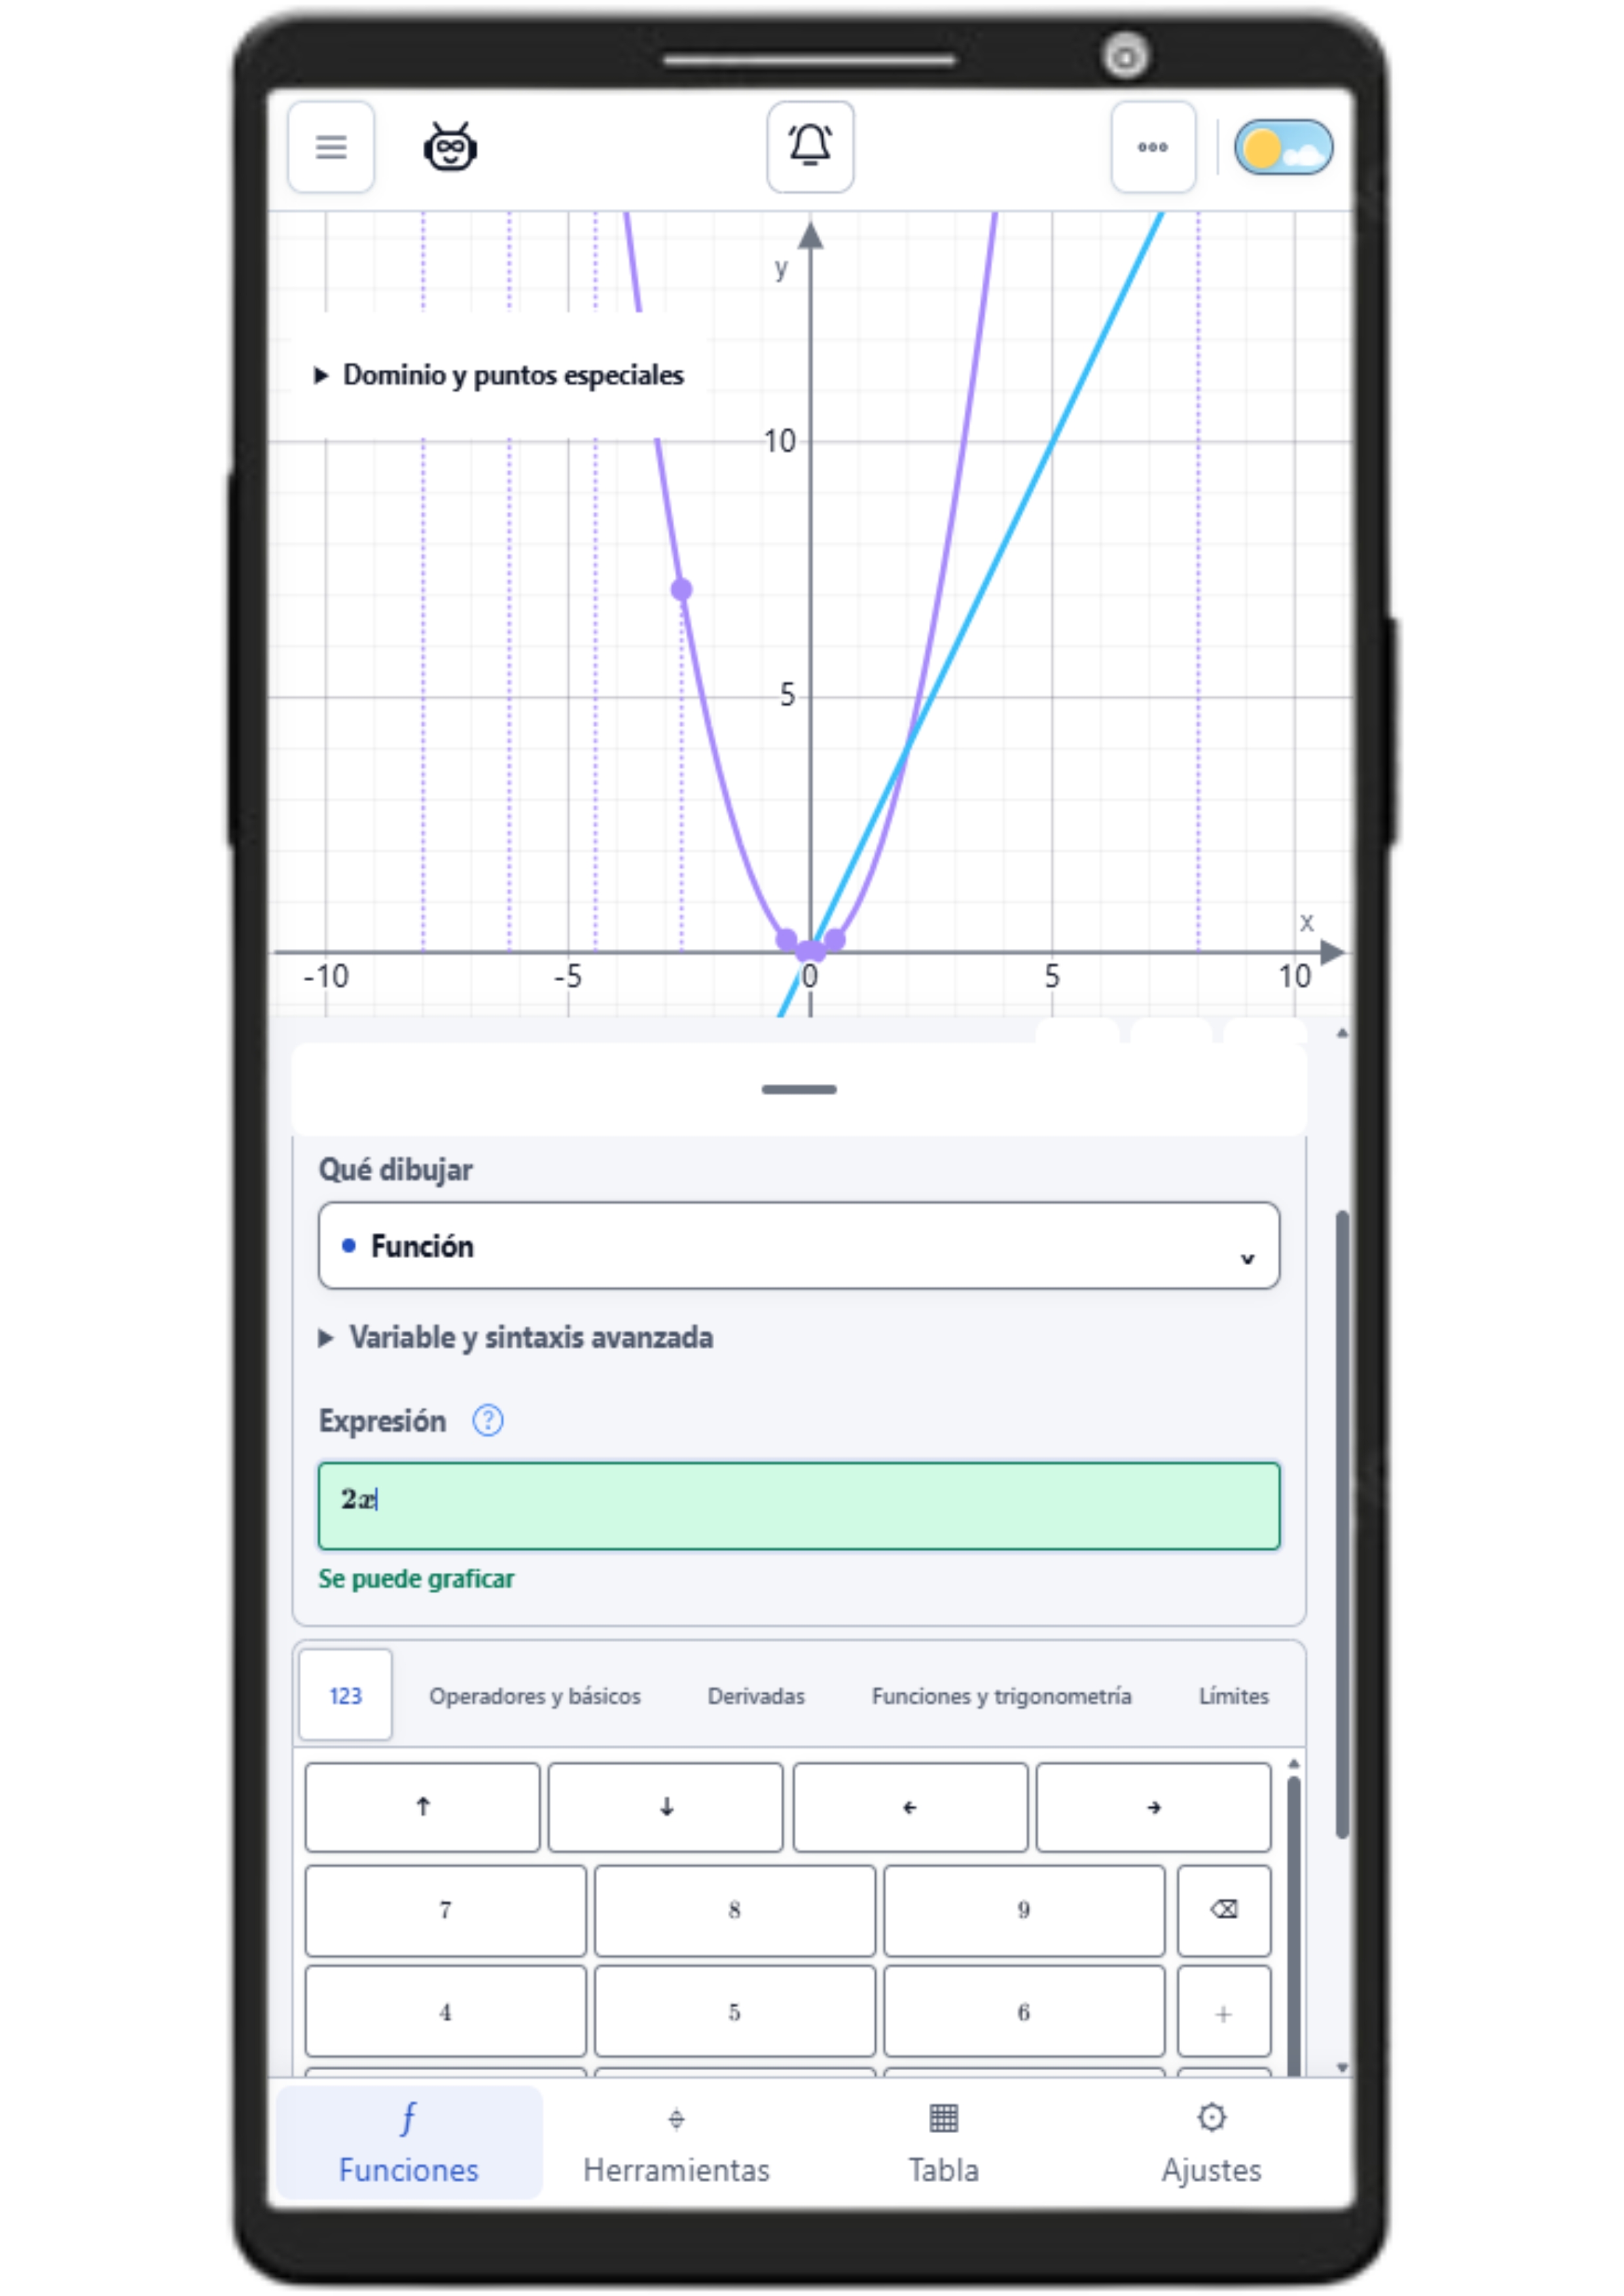 y
Dominio y puntos especiales
10
5
x
-10 -5 0 5 10
Qué dibujar
Función
Variable y sintaxis avanzada
Expresión ?
2x
Se puede graficar
123 Operadores y básicos Derivadas Funciones y trigonometría Límites
↑ ↓ ← →
7 8 9 ⌫
4 5 6 +
f
Funciones Herramientas Tabla Ajustes